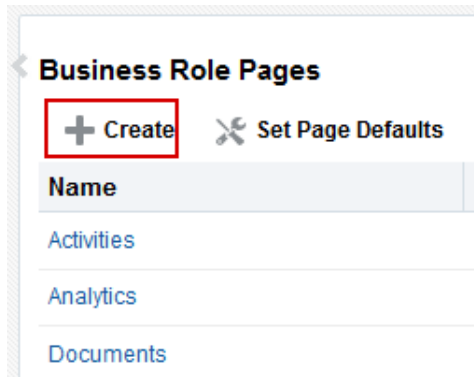 Business Role Pages
Create Set Page Defaults
Name
Activities
Analytics
Documents